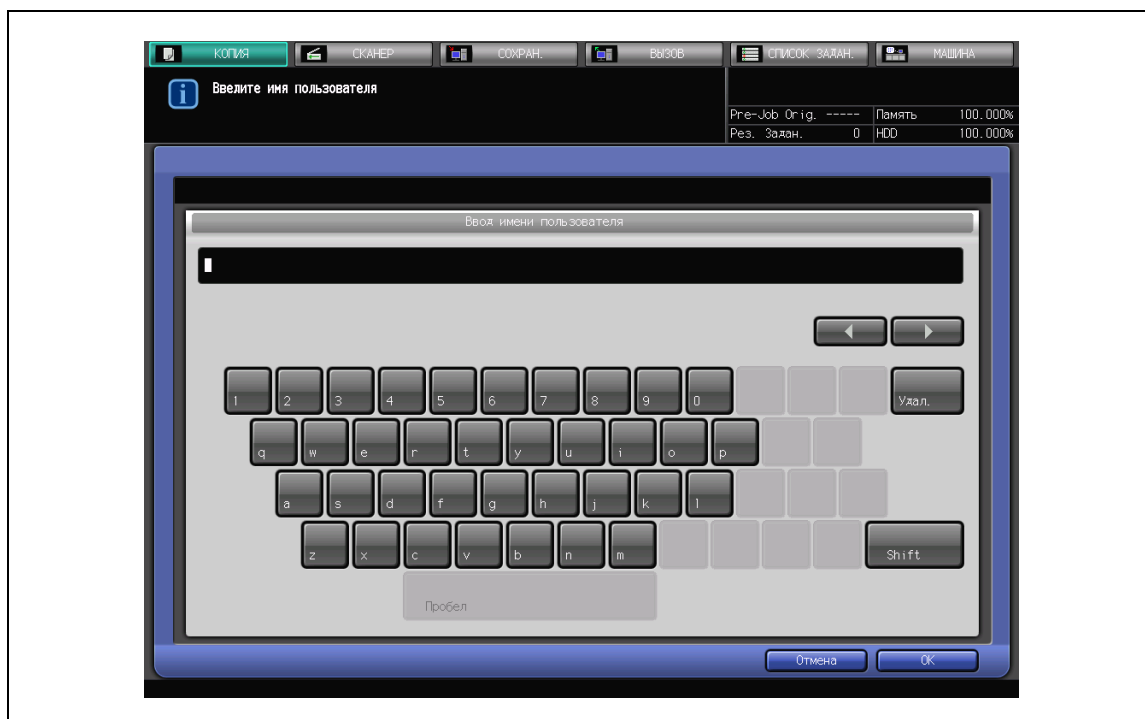 КОПИЯ СКАНЕР СОХРАН. ВЫЗОВ СПИСОК ЗАДАН. МАШИНА
Введите имя пользователя
Pre-Job Orig. ----- Память 100.000%
Рез. Задан. 0 HDD 100.000%
Ввод имени пользователя
1 2 3 4 5 6 7 8 9 0 Удал.
q w e r t y u i o p
a s d f g h j k l
z x c v b n m Shift
Пробел
Отмена OK